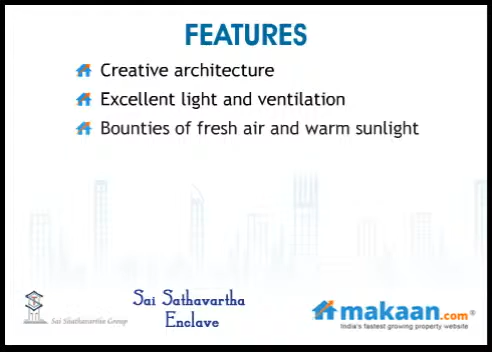 FEATURES
Creative architecture
Excellent light and ventilation
Bounties of fresh air and warm sunlight
Sai Shathavartha Group
Sai Sathavartha
Enclave
makaan.com®
India's fastest growing property website